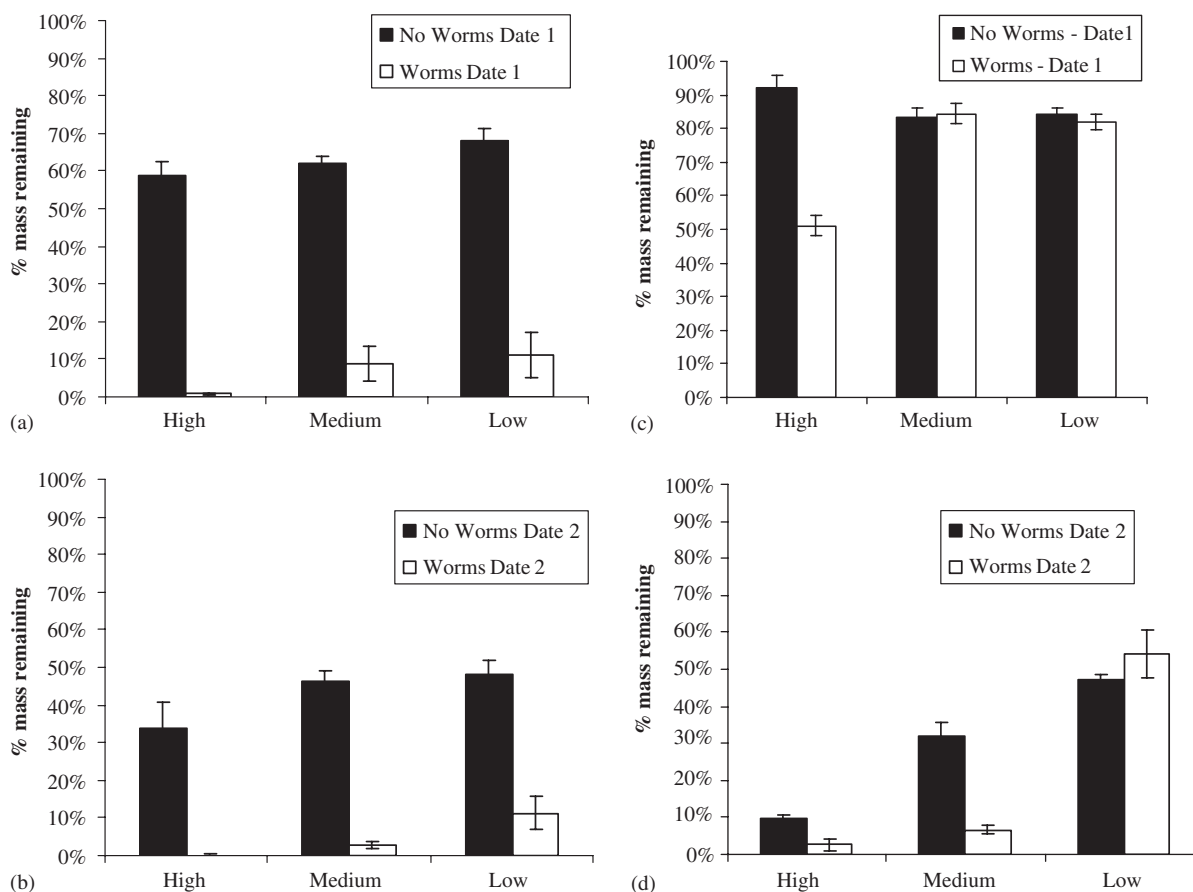 100%
90%
80%
70%
60%
50%
40%
30%
20%
10%
0%
% mass remaining
No Worms Date 1
Worms Date 1
High Medium Low
(a)
100%
90%
80%
70%
60%
50%
40%
30%
20%
10%
0%
% mass remaining
No Worms - Date1
Worms - Date 1
High Medium Low
(c)
100%
90%
80%
70%
60%
50%
40%
30%
20%
10%
0%
% mass remaining
No Worms Date 2
Worms Date 2
High Medium Low
(b)
100%
90%
80%
70%
60%
50%
40%
30%
20%
10%
0%
% mass remaining
No Worms Date 2
Worms Date 2
High Medium Low
(d)